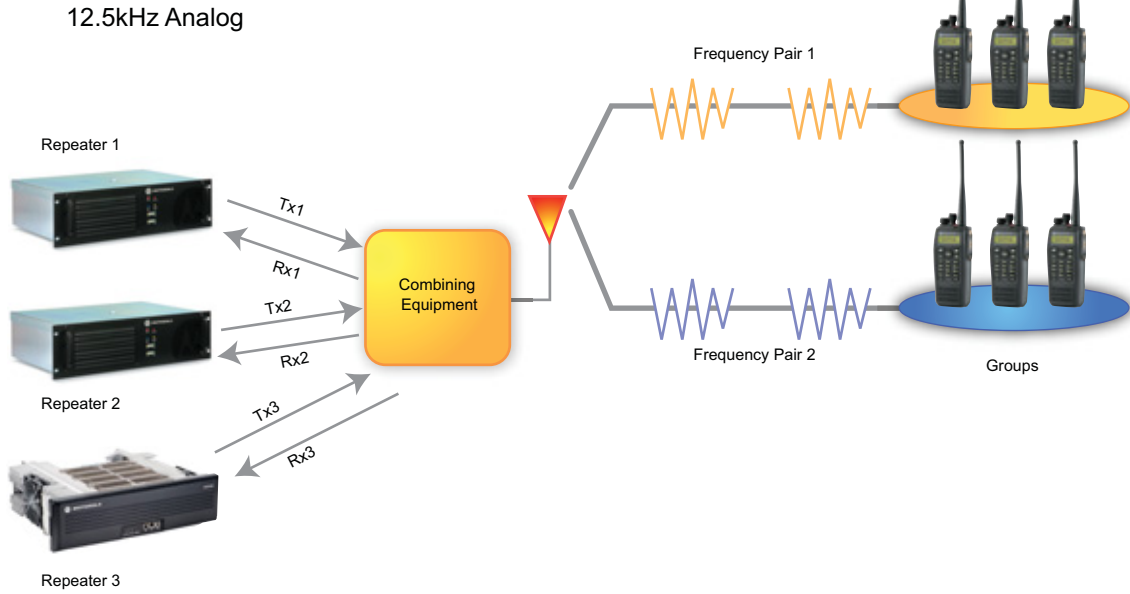 12.5kHz Analog
Frequency Pair 1
Repeater 1
Tx1
Rx1
Combining
Equipment
Tx2
Rx2
Frequency Pair 2
Groups
Repeater 2
Tx3
Rx3
Repeater 3